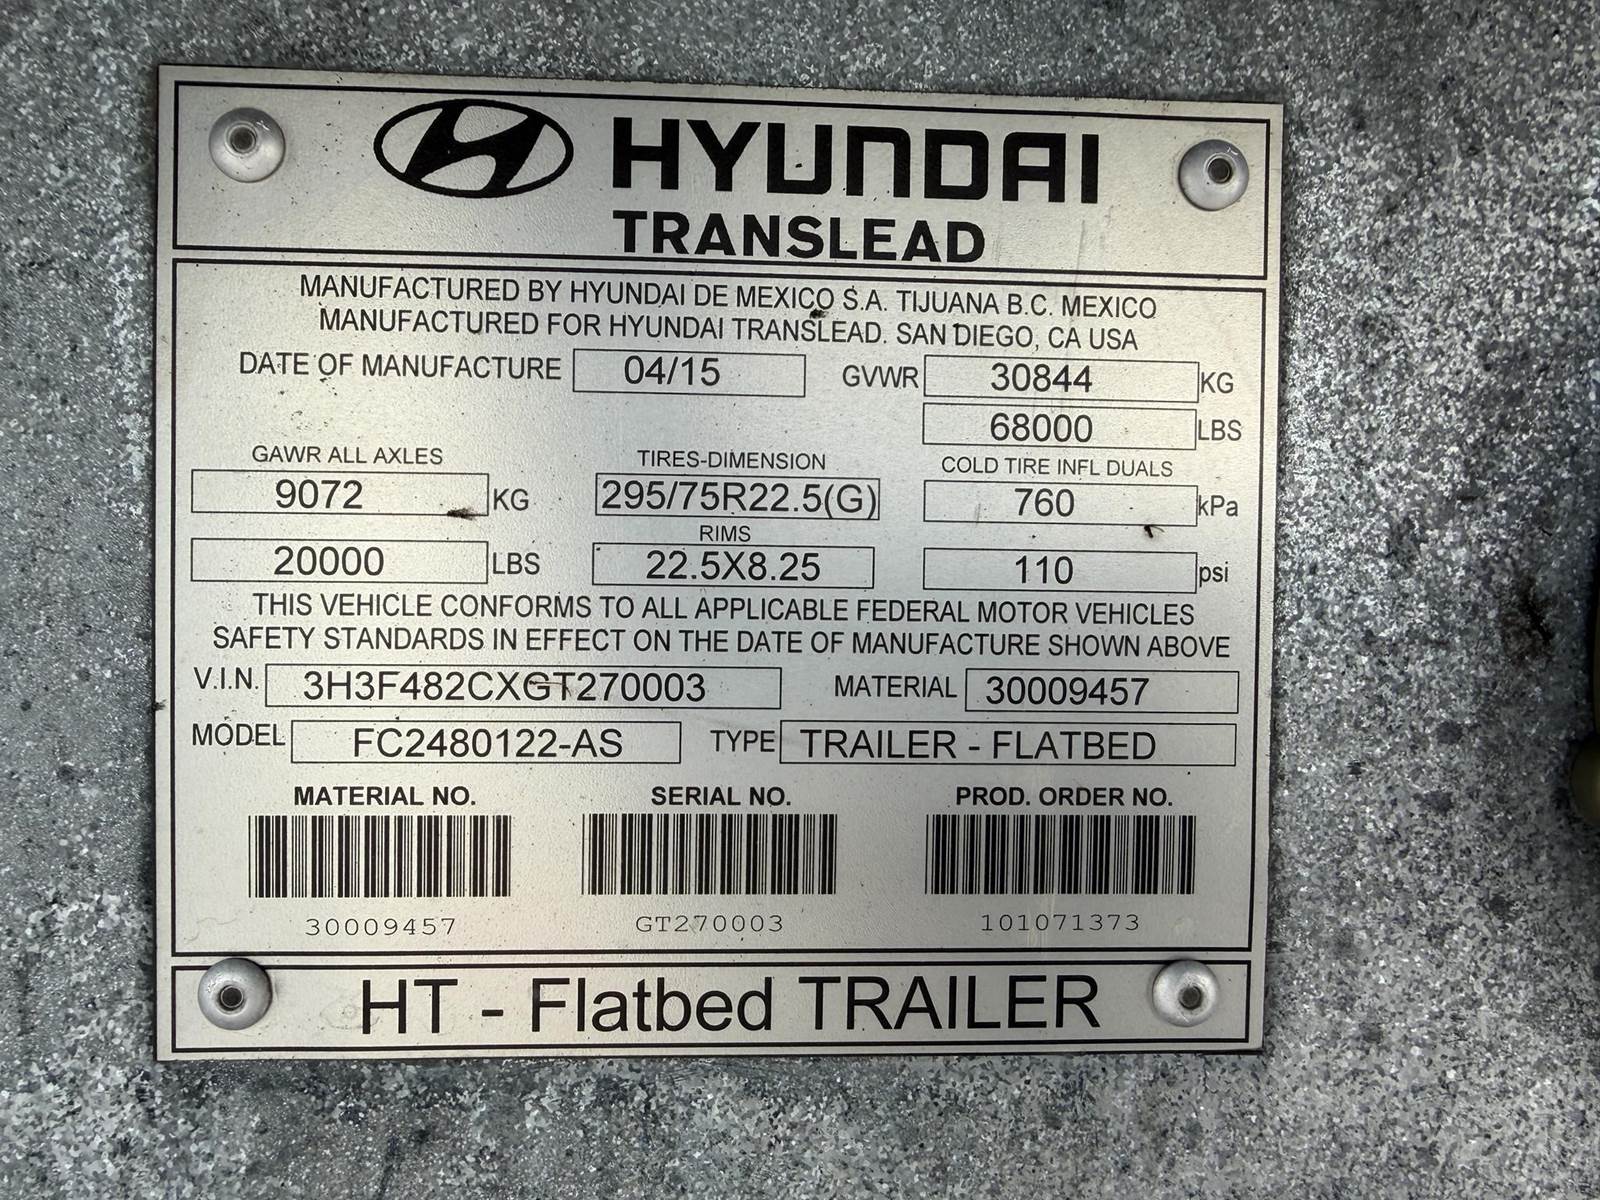 HYUNDAI
TRANSLEAD
MANUFACTURED BY HYUNDAI DE MEXICO S.A. TIJUANA B.C. MEXICO
MANUFACTURED FOR HYUNDAI TRANSLEAD. SAN DIEGO, CA USA
DATE OF MANUFACTURE 04/15 GVWR 30844 KG
68000 LBS
GAWR ALL AXLES TIRES-DIMENSION COLD TIRE INFL DUALS
9072 KG 295/75R22.5(G) 760 kPa
RIMS
20000 LBS 22.5X8.25 110 psi
THIS VEHICLE CONFORMS TO ALL APPLICABLE FEDERAL MOTOR VEHICLES
SAFETY STANDARDS IN EFFECT ON THE DATE OF MANUFACTURE SHOWN ABOVE
V.I.N. 3H3F482CXGT270003 MATERIAL 30009457
MODEL FC2480122-AS TYPE TRAILER - FLATBED
MATERIAL NO. SERIAL NO. PROD. ORDER NO.
30009457 GT270003 101071373
HT - Flatbed TRAILER